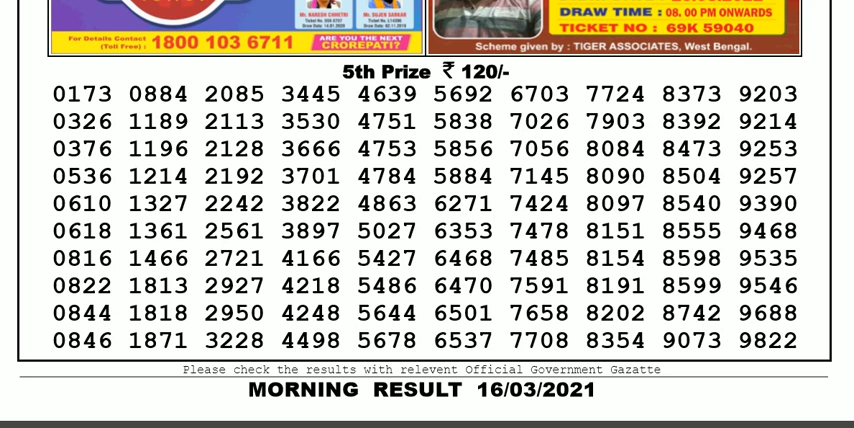 Mr. NARESH CHHETRI
Mr. SUJEN SARKAR
For Details Contact
(Toll Free) : 1800 103 6711
ARE YOU THE NEXT
CROREPATI?
DRAW TIME : 08. 00 PM ONWARDS
TICKET NO : 69K 59040
Scheme given by : TIGER ASSOCIATES, West Bengal.
5th Prize ₹ 120/-
0173 0884 2085 3445 4639 5692 6703 7724 8373 9203
0326 1189 2113 3530 4751 5838 7026 7903 8392 9214
0376 1196 2128 3666 4753 5856 7056 8084 8473 9253
0536 1214 2192 3701 4784 5884 7145 8090 8504 9257
0610 1327 2242 3822 4863 6271 7424 8097 8540 9390
0618 1361 2561 3897 5027 6353 7478 8151 8555 9468
0816 1466 2721 4166 5427 6468 7485 8154 8598 9535
0822 1813 2927 4218 5486 6470 7591 8191 8599 9546
0844 1818 2950 4248 5644 6501 7658 8202 8742 9688
0846 1871 3228 4498 5678 6537 7708 8354 9073 9822
Please check the results with relevent Official Government Gazatte
MORNING RESULT 16/03/2021